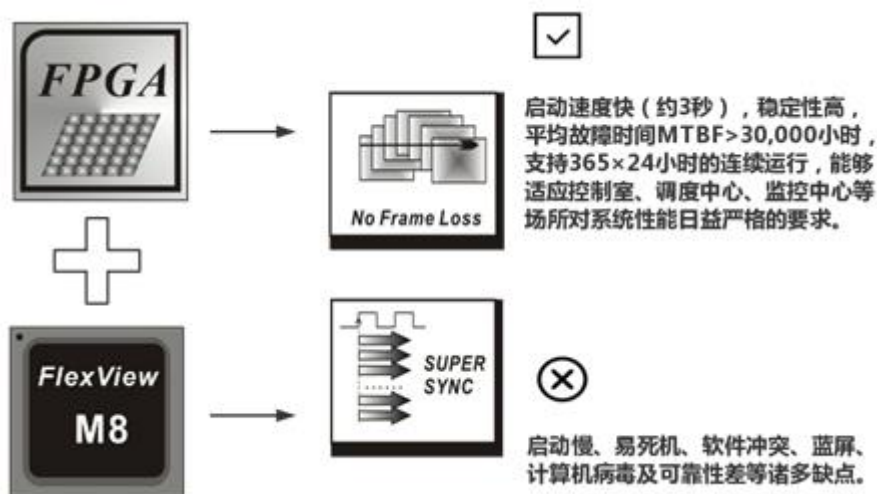 FPGA
No Frame Loss
启动速度快（约3秒），稳定性高，
平均故障时间MTBF>30,000小时，
支持365×24小时的连续运行，能够
适应控制室、调度中心、监控中心等
场所对系统性能日益严格的要求。
FlexView
M8
SUPER
SYNC
启动慢、易死机、软件冲突、蓝屏、
计算机病毒及可靠性差等诸多缺点。